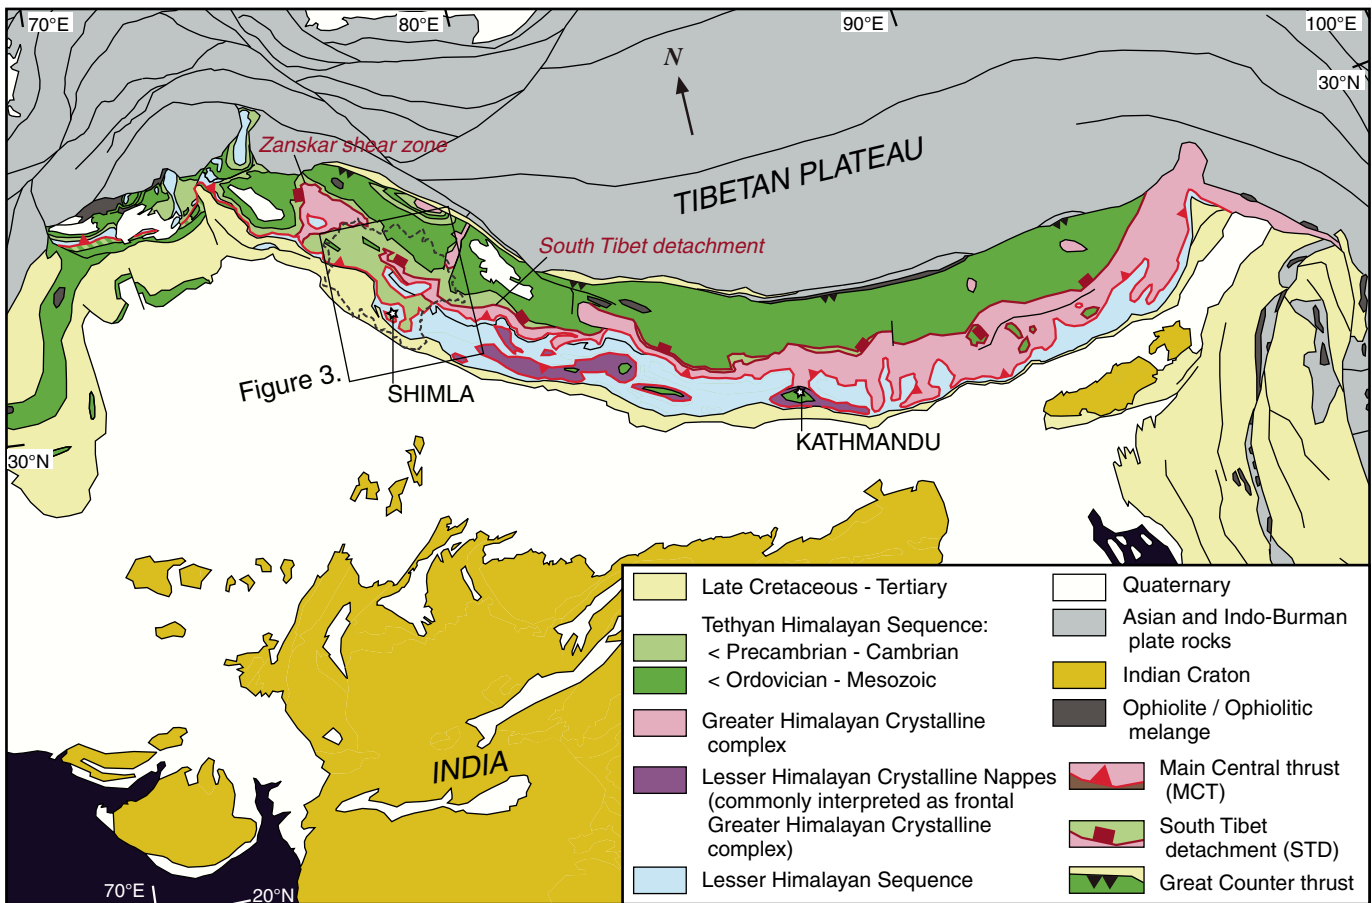 70°E
80°E
90°E
100°E
N
30°N
Zanskar shear zone
TIBETAN PLATEAU
South Tibet detachment
Figure 3.
SHIMLA
KATHMANDU
30°N
INDIA
70°E
20°N
Late Cretaceous - Tertiary
Tethyan Himalayan Sequence:
< Precambrian - Cambrian
< Ordovician - Mesozoic
Greater Himalayan Crystalline
complex
Lesser Himalayan Crystalline Nappes
(commonly interpreted as frontal
Greater Himalayan Crystalline
complex)
Lesser Himalayan Sequence
Quaternary
Asian and Indo-Burman
plate rocks
Indian Craton
Ophiolite / Ophiolitic
melange
Main Central thrust
(MCT)
South Tibet
detachment (STD)
Great Counter thrust